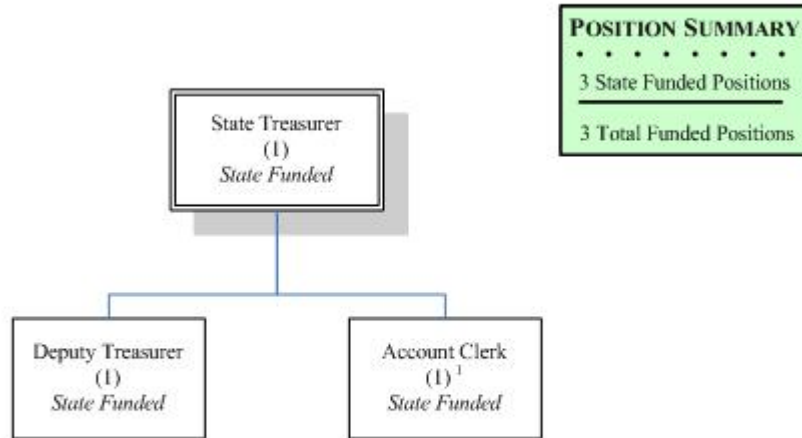 POSITION SUMMARY
3 State Funded Positions
3 Total Funded Positions
State Treasurer
(1)
State Funded
Deputy Treasurer
(1)
State Funded
Account Clerk
(1) 1
State Funded